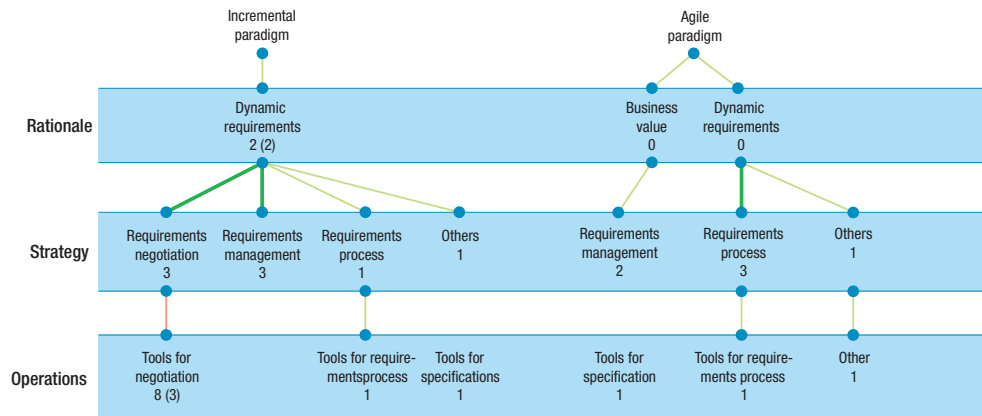 Incremental
paradigm
Agile
paradigm
Rationale
Dynamic
requirements
2 (2)
Business
value
0
Dynamic
requirements
0
Strategy
Requirements
negotiation
3
Requirements
management
3
Requirements
process
1
Others
1
Requirements
management
2
Requirements
process
3
Others
1
Operations
Tools for
negotiation
8 (3)
Tools for require-
mentsprocess
1
Tools for
specifications
1
Tools for
specification
1
Tools for require-
ments process
1
Other
1